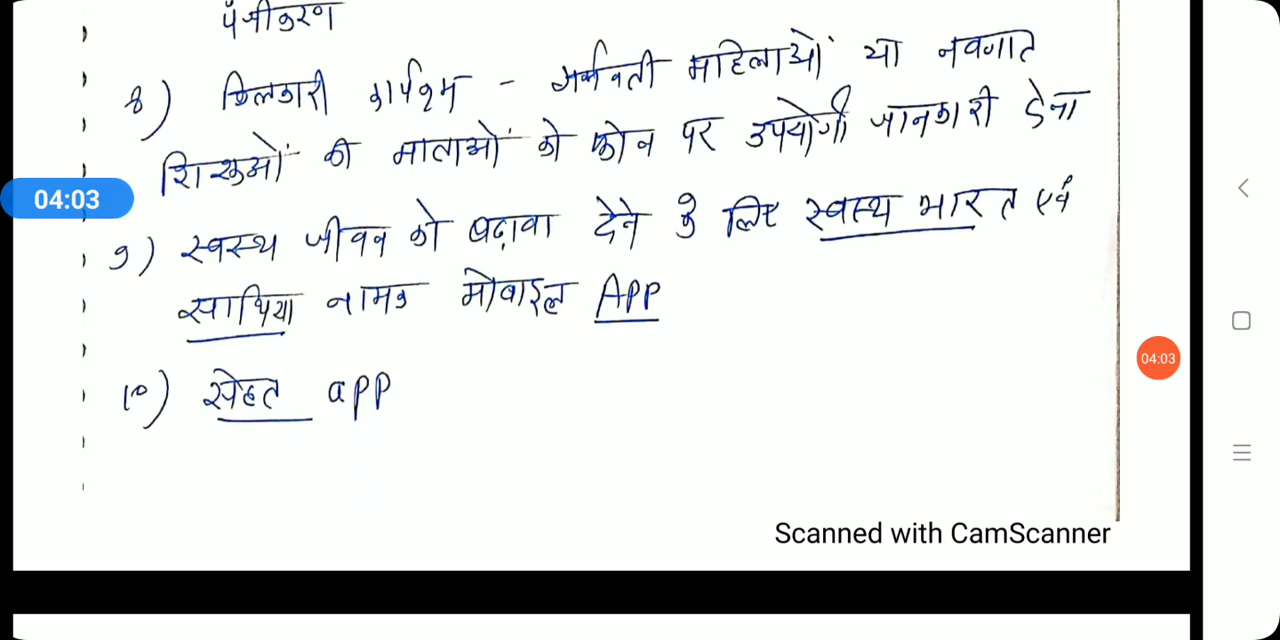 पंजीकरण
8) किलकारी कार्यक्रम - गर्भवती महिलाओं या नवजात
शिशुओं की माताओं को फोन पर उपयोगी जानकारी देना
04:03
9) स्वस्थ जीवन को बढ़ावा देने के लिए स्वस्थ भारत एवं
साथिया नामक मोबाइल App
04:03
10) सेहत app
Scanned with CamScanner